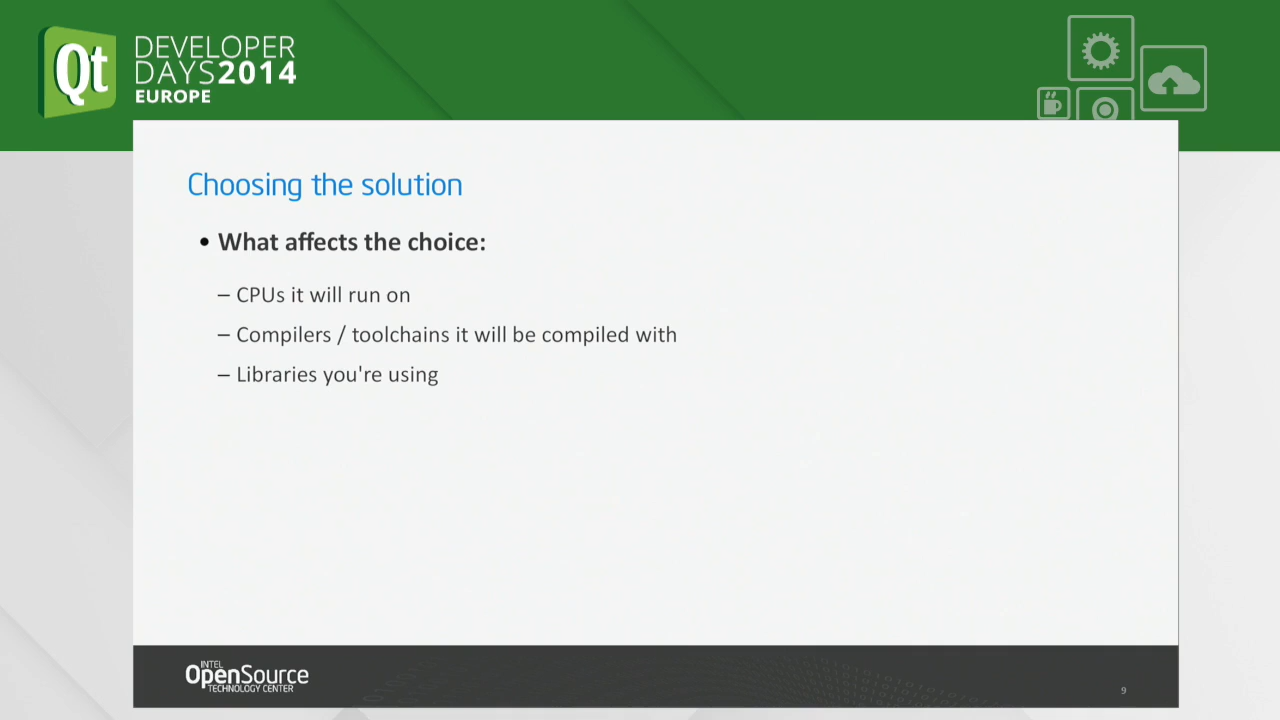 Qt
DEVELOPER
DAYS2014
EUROPE
Choosing the solution
• What affects the choice:
– CPUs it will run on
– Compilers / toolchains it will be compiled with
– Libraries you're using
INTEL
OpenSource
TECHNOLOGY CENTER
9